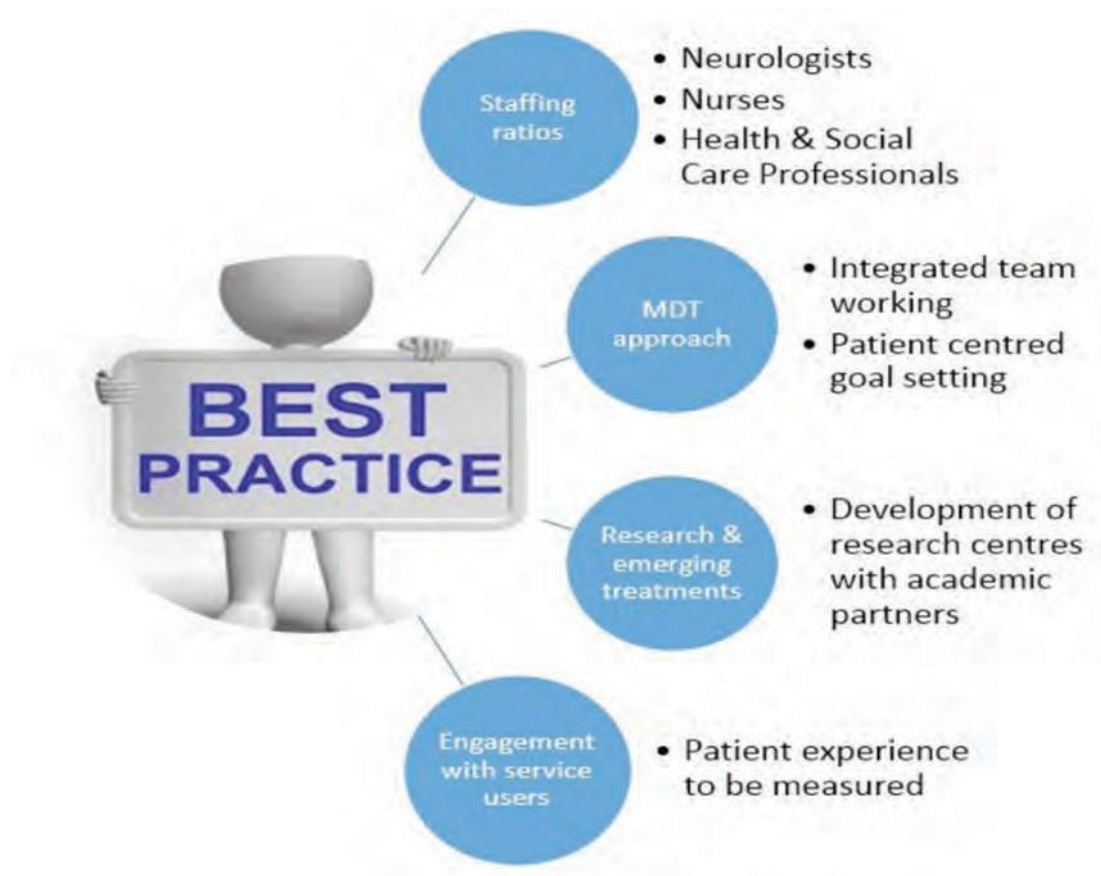 Staffing
ratios
• Neurologists
• Nurses
• Health & Social
Care Professionals
MDT
approach
• Integrated team
working
• Patient centred
goal setting
BEST
PRACTICE
Research &
emerging
treatments
• Development of
research centres
with academic
partners
Engagement
with service
users
• Patient experience
to be measured